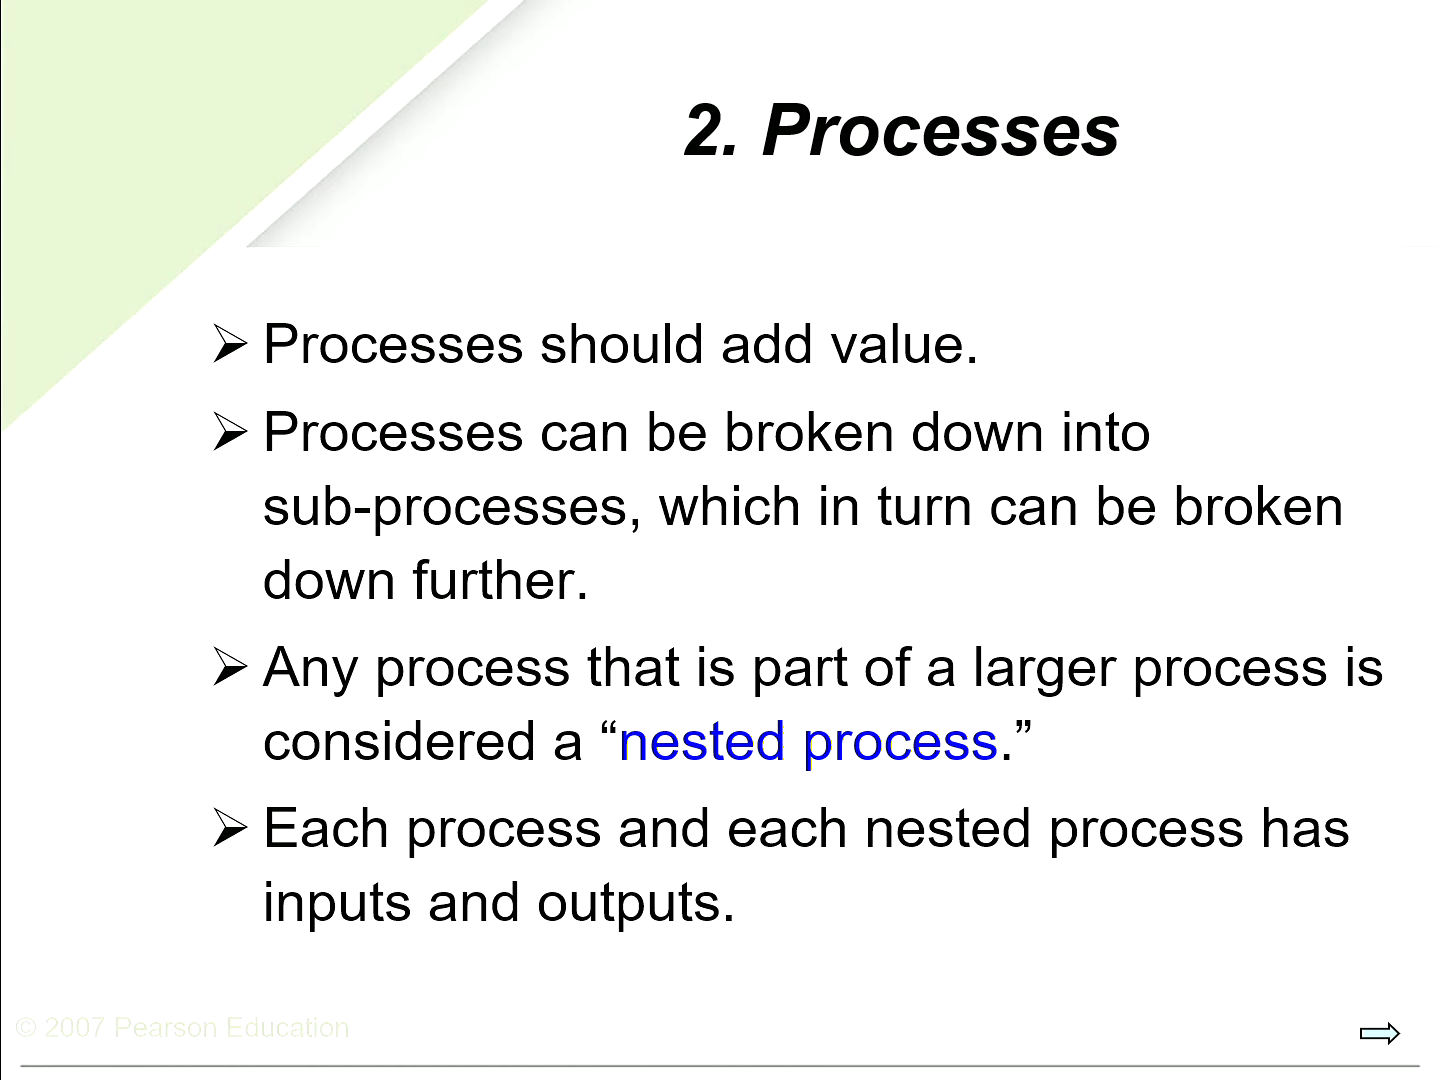 2. Processes
➢ Processes should add value.
➢ Processes can be broken down into
sub-processes, which in turn can be broken
down further.
➢ Any process that is part of a larger process is
considered a “nested process.”
➢ Each process and each nested process has
inputs and outputs.
© 2007 Pearson Education